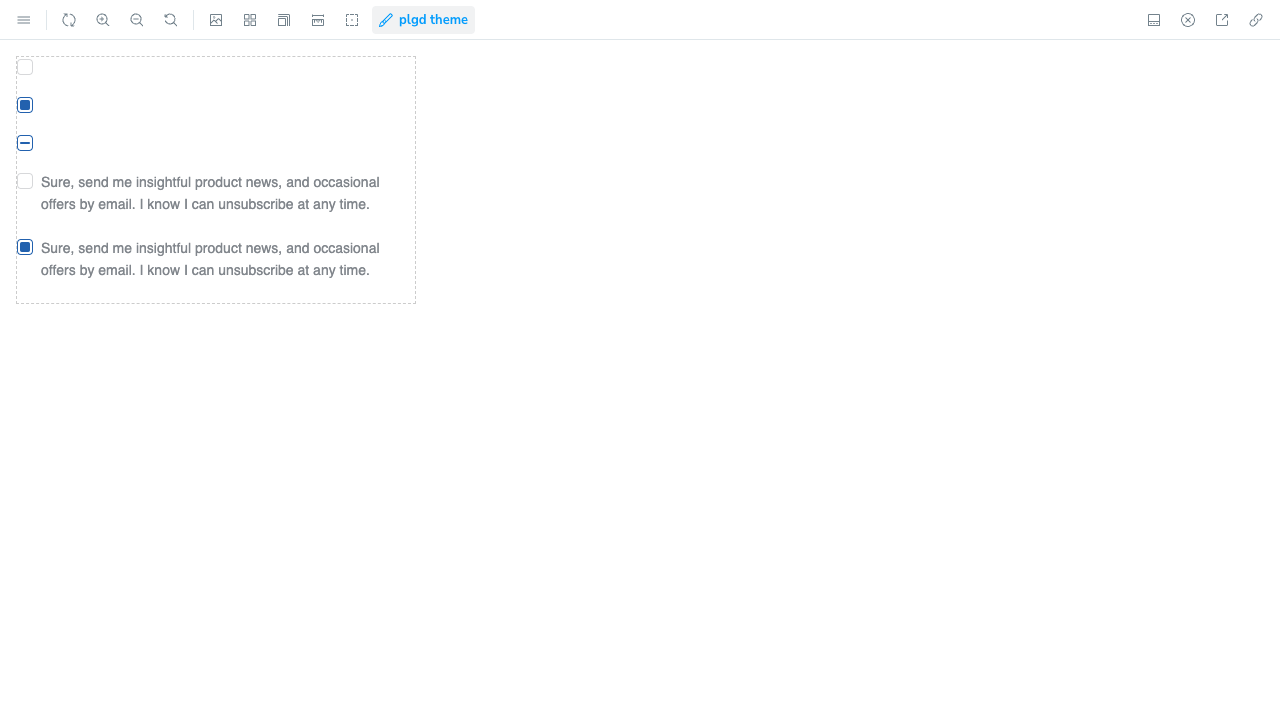 plgd theme
Sure, send me insightful product news, and occasional
offers by email. I know I can unsubscribe at any time.
Sure, send me insightful product news, and occasional
offers by email. I know I can unsubscribe at any time.